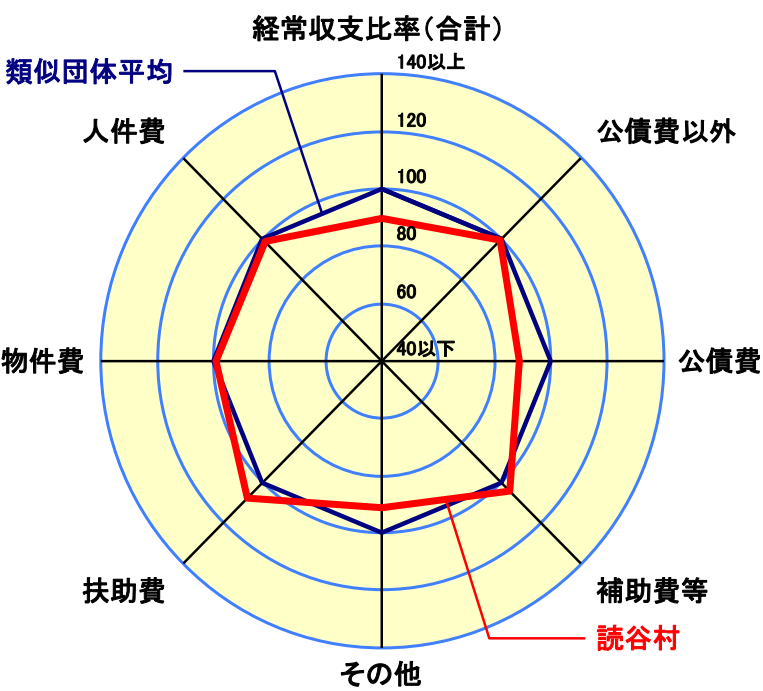 経常収支比率（合計）
類似団体平均
140以上
120
100
80
60
40以下
人件費
公債費以外
物件費
公債費
扶助費
補助費等
その他
読谷村